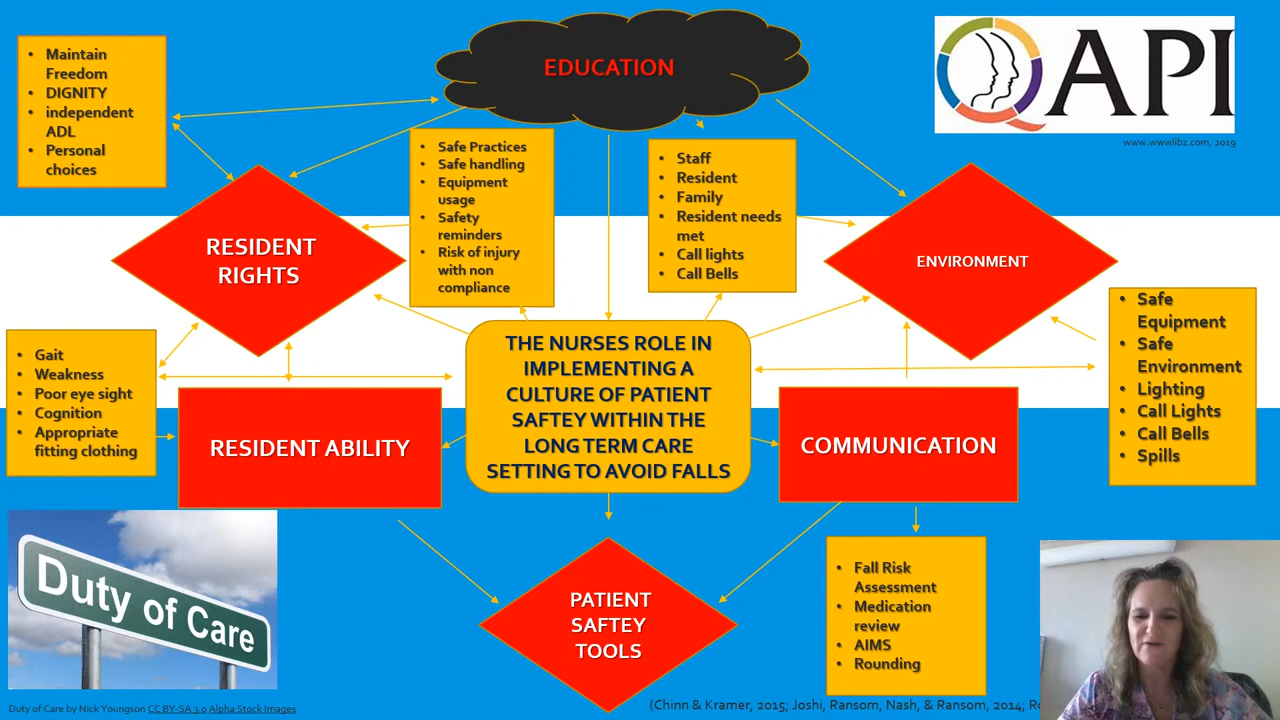 EDUCATION
QAPI
www.wwwlibz.com, 2019
• Maintain
Freedom
• DIGNITY
• independent
ADL
• Personal
choices
• Safe Practices
• Safe handling
• Equipment
usage
• Safety
reminders
• Risk of injury
with non
compliance
• Staff
• Resident
• Family
• Resident needs
met
• Call lights
• Call Bells
RESIDENT
RIGHTS
ENVIRONMENT
• Safe
Equipment
• Safe
Environment
• Lighting
• Call Lights
• Call Bells
• Spills
• Gait
• Weakness
• Poor eye sight
• Cognition
• Appropriate
fitting clothing
THE NURSES ROLE IN
IMPLEMENTING A
CULTURE OF PATIENT
SAFTEY WITHIN THE
LONG TERM CARE
SETTING TO AVOID FALLS
RESIDENT ABILITY
COMMUNICATION
Duty of Care
PATIENT
SAFTEY
TOOLS
• Fall Risk
Assessment
• Medication
review
• AIMS
• Rounding
Duty of Care by Nick Youngson CC BY-SA 3.0 Alpha Stock Images
(Chinn & Kramer, 2015; Joshi, Ransom, Nash, & Ransom, 2014;